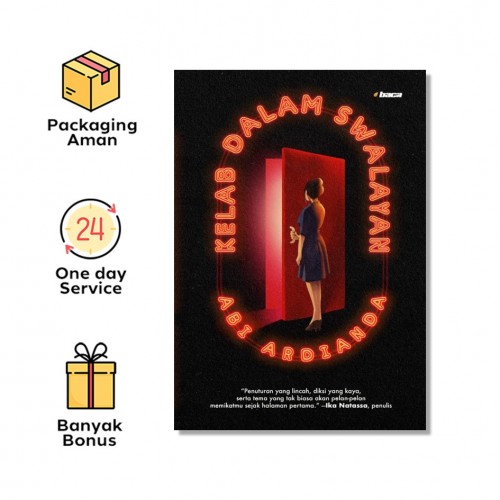 Packaging
Aman
24
One day
Service
Banyak
Bonus
KELAB DALAM SWALAYAN
ABI ARDIANDA
"Penuturan yang lincah, diksi yang kaya,
serta tema yang tak biasa akan pelan-pelan
memikatmu sejak halaman pertama." —Ika Natassa, penulis